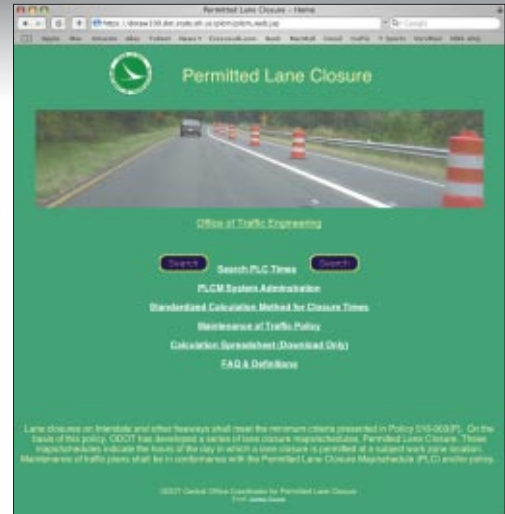 Permitted Lane Closure - Home
Permitted Lane Closure
Office of Traffic Engineering
Search
Search PLC Times
Search
PLCM System Administration
Standardized Calculation Method for Closure Times
Maintenance of Traffic Policy
Calculation Spreadsheet (Download Only)
FAQ & Definitions
Lane closures on Interstate and other freeways shall meet the minimum criteria presented in Policy 516-003(P). On the
basis of this policy, ODOT has developed a series of lane closure maps/schedules, Permitted Lane Closure. These
maps/schedules indicate the hours of the day in which a lane closure is permitted at a subject work zone location.
Maintenance of traffic plans shall be in conformance with the Permitted Lane Closure Map/schedule (PLC) and/or policy.
ODOT Central Office Coordinator for Permitted Lane Closure